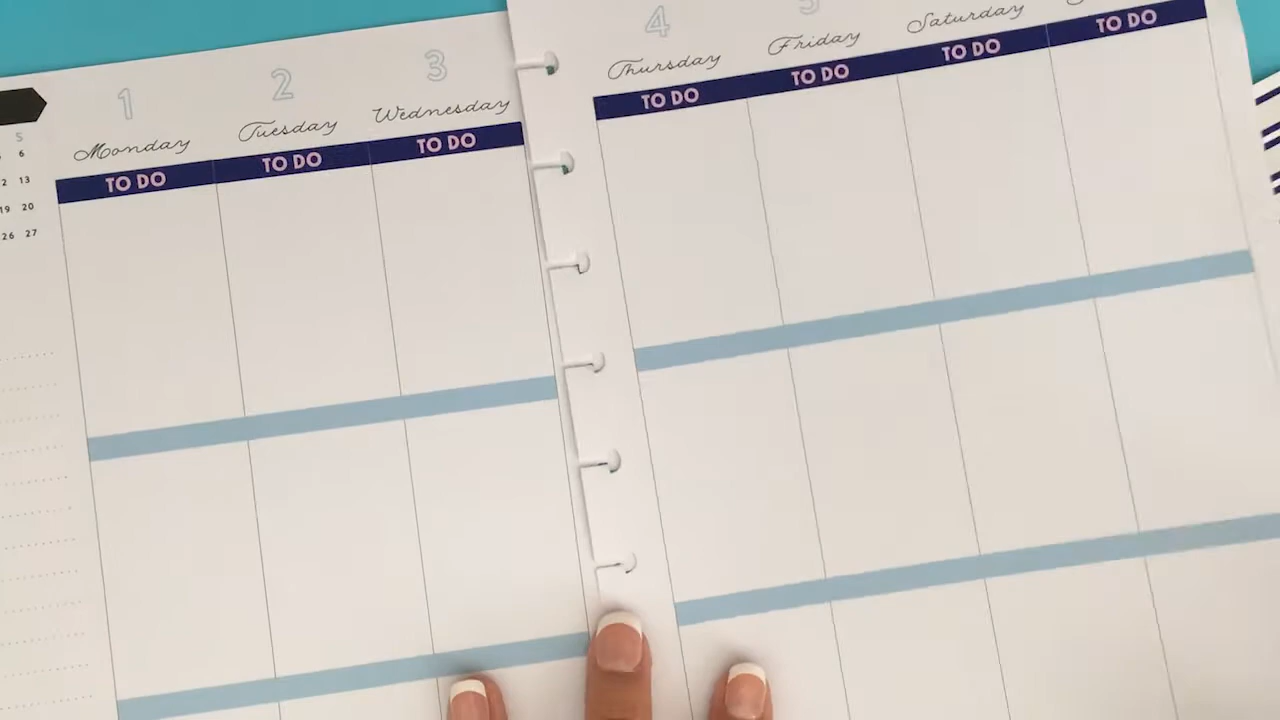 1 2 3
Monday Tuesday Wednesday
TO DO TO DO TO DO
S
6
13
19 20
26 27
4 5
Thursday Friday Saturday
TO DO TO DO TO DO TO DO